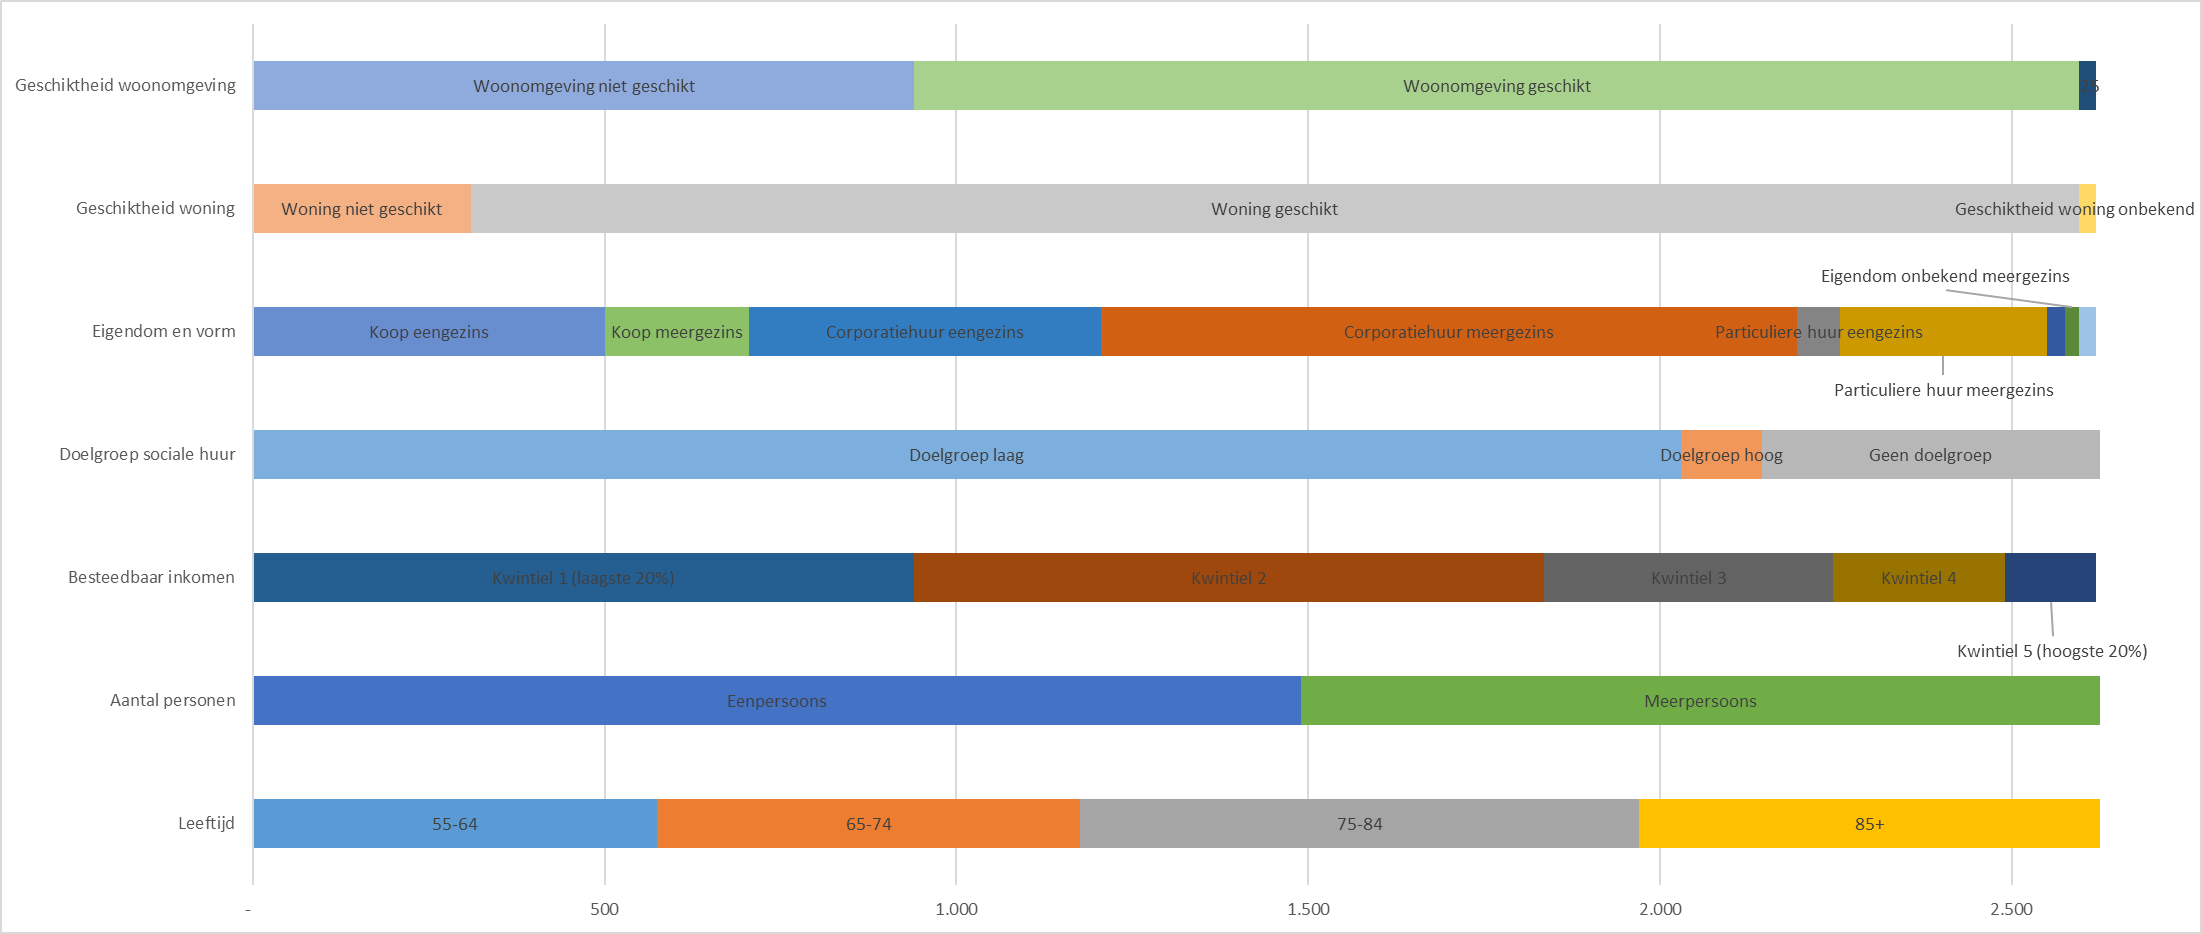 Geschiktheid woonomgeving
Woonomgeving niet geschikt
Woonomgeving geschikt
25
Geschiktheid woning
Woning niet geschikt
Woning geschikt
Geschiktheid woning onbekend
Eigendom onbekend meergezins
Eigendom en vorm
Koop eengezins
Koop meergezins
Corporatiehuur eengezins
Corporatiehuur meergezins
Particuliere huur eengezins
Particuliere huur meergezins
Doelgroep sociale huur
Doelgroep laag
Doelgroep hoog
Geen doelgroep
Besteedbaar inkomen
Kwintiel 1 (laagste 20%)
Kwintiel 2
Kwintiel 3
Kwintiel 4
Kwintiel 5 (hoogste 20%)
Aantal personen
Eenpersoons
Meerpersoons
Leeftijd
55-64
65-74
75-84
85+
-
500
1.000
1.500
2.000
2.500